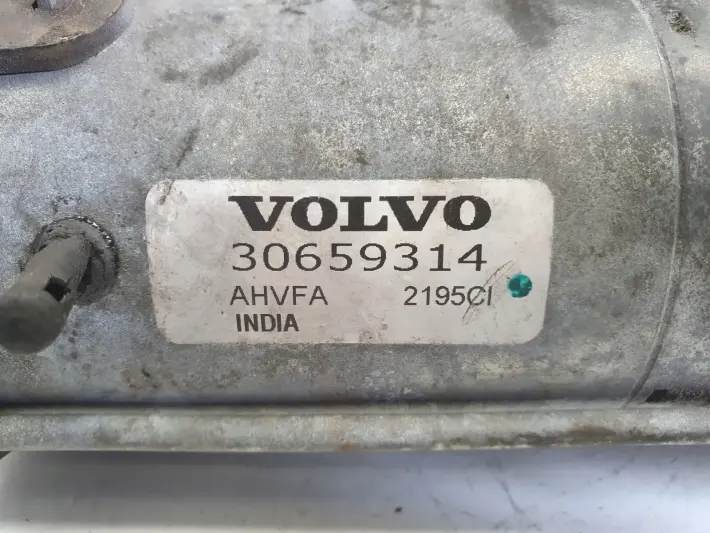 VOLVO
30659314
AHVFA 2195CI
INDIA